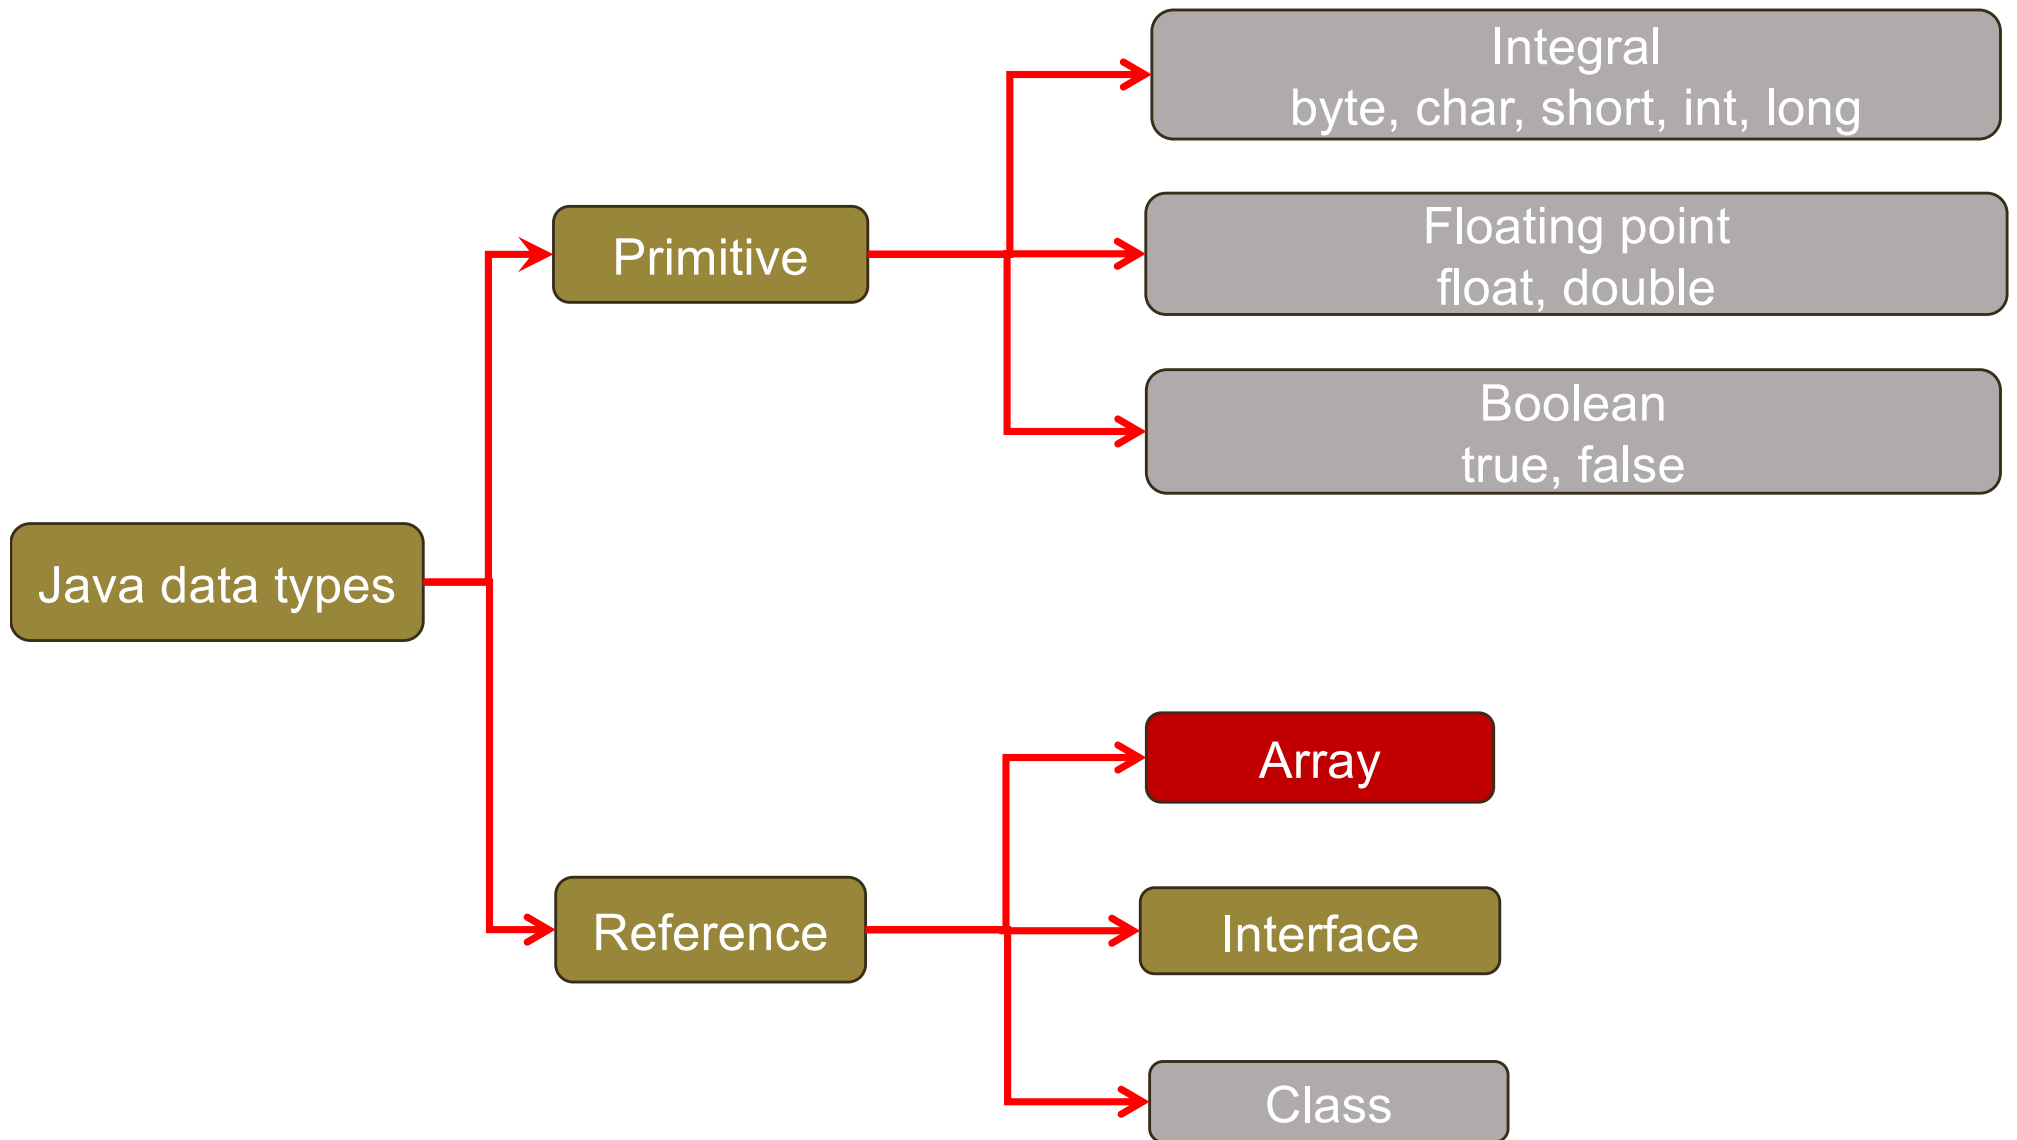 Java data types
Primitive
Integral
byte, char, short, int, long
Floating point
float, double
Boolean
true, false
Reference
Array
Interface
Class